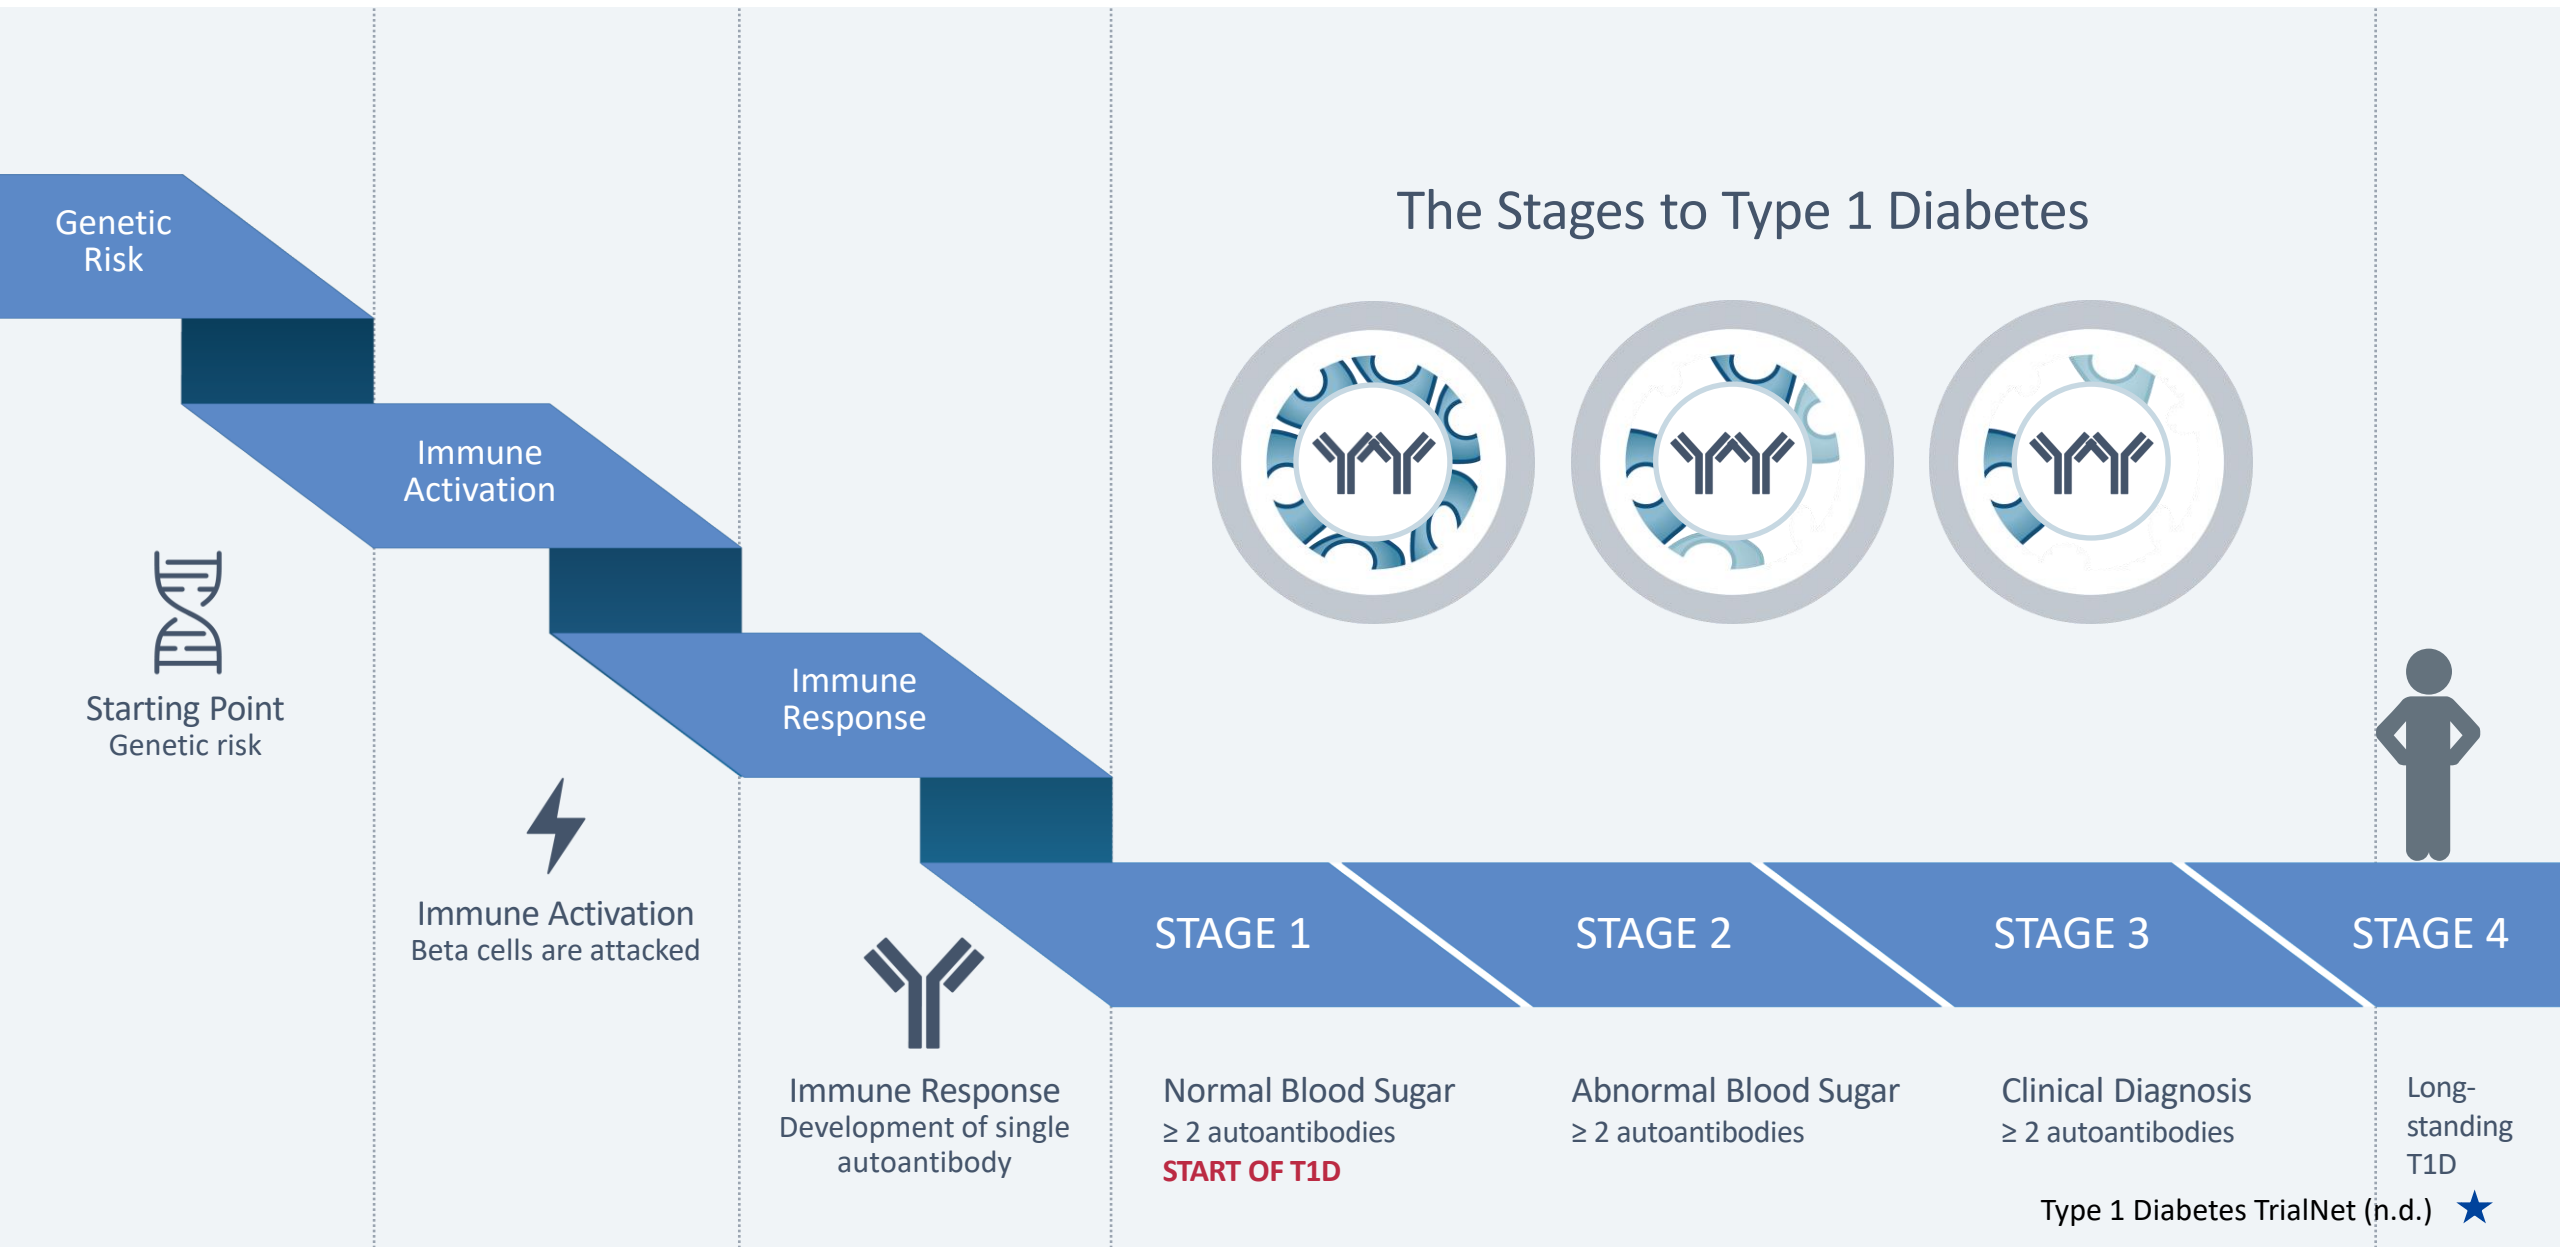 The Stages to Type 1 Diabetes
Genetic
Risk
Immune
Activation
Immune
Response
Starting Point
Genetic risk
Immune Activation
Beta cells are attacked
Immune Response
Development of single
autoantibody
STAGE 1
STAGE 2
STAGE 3
STAGE 4
Normal Blood Sugar
≥ 2 autoantibodies
START OF T1D
Abnormal Blood Sugar
≥ 2 autoantibodies
Clinical Diagnosis
≥ 2 autoantibodies
Long-
standing
T1D
Type 1 Diabetes TrialNet (n.d.)